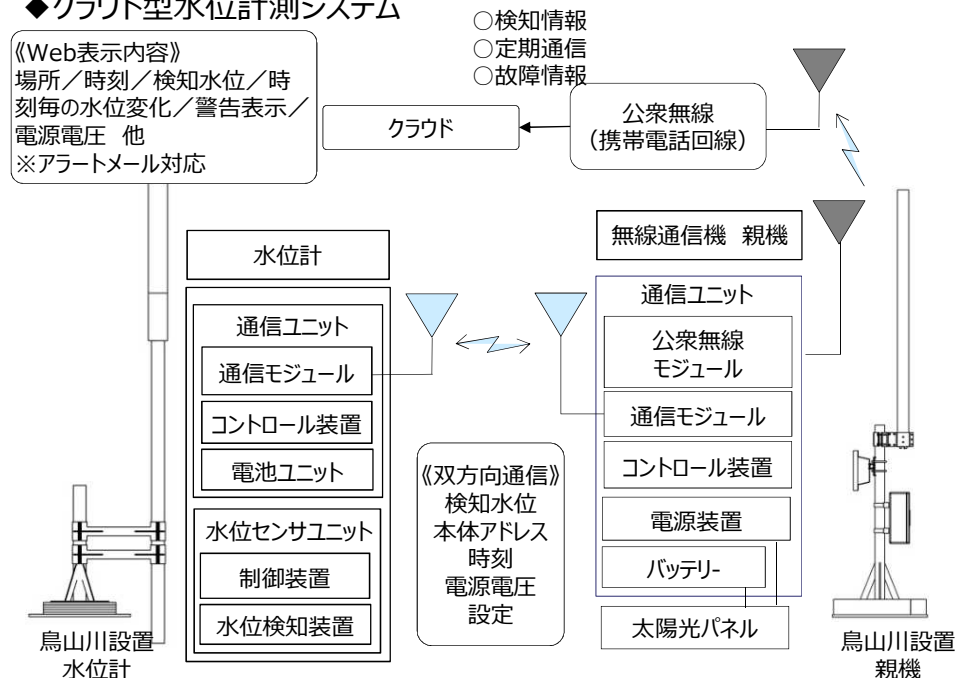 ◆クラウド型水位計測システム
《Web表示内容》
場所／時刻／検知水位／時
刻毎の水位変化／警告表示／
電源電圧 他
※アラートメール対応
○検知情報
○定期通信
○故障情報
クラウド
公衆無線
（携帯電話回線）
水位計
通信ユニット
通信モジュール
コントロール装置
電池ユニット
水位センサユニット
制御装置
水位検知装置
《双方向通信》
検知水位
本体アドレス
時刻
電源電圧
設定
無線通信機 親機
通信ユニット
公衆無線
モジュール
通信モジュール
コントロール装置
電源装置
バッテリｰ
太陽光パネル
鳥山川設置
水位計
鳥山川設置
親機